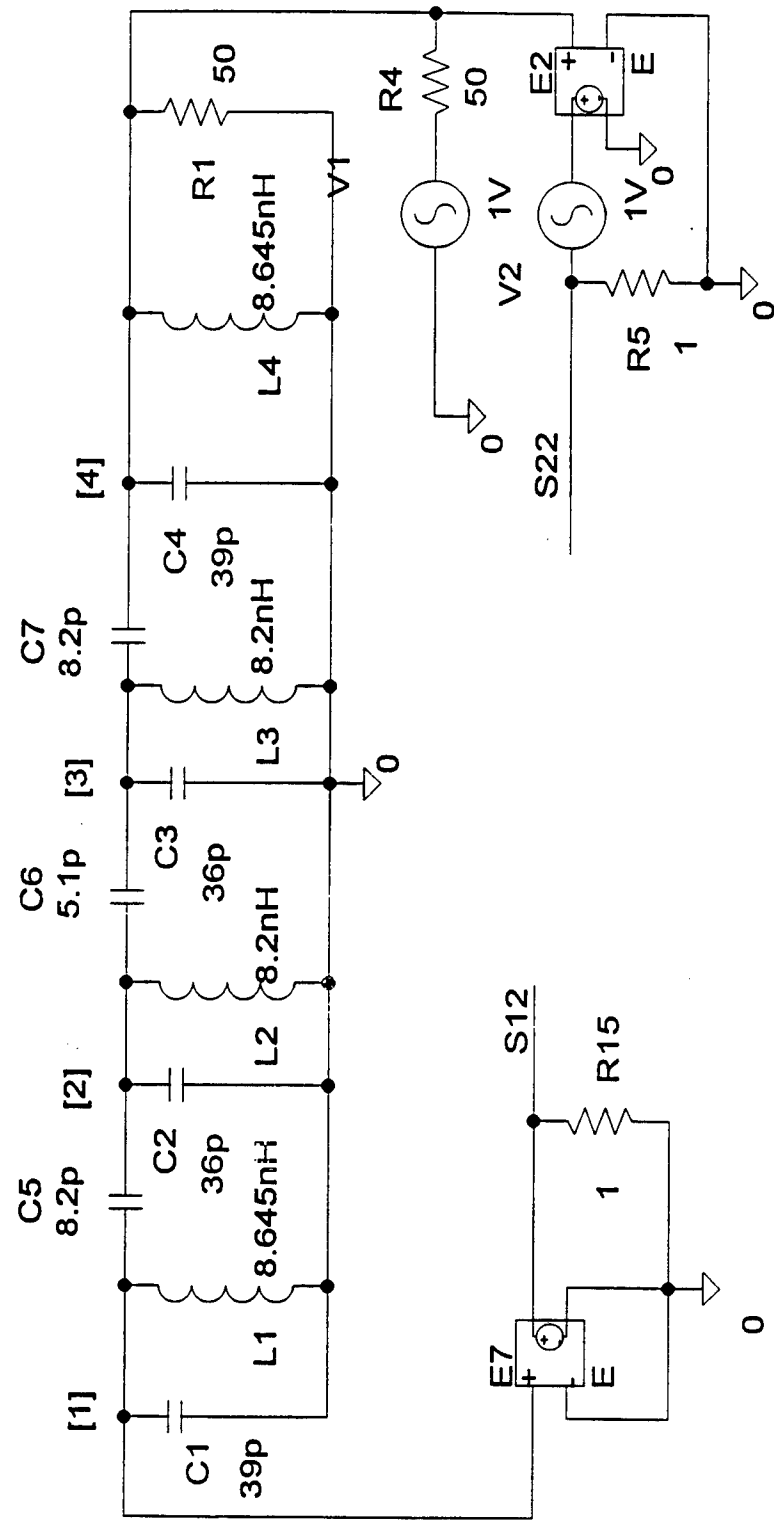 [1]
C1
39p
L1
8.645nH
C5
8.2p
[2]
C2
36p
L2
8.2nH
C6
5.1p
[3]
C3
36p
L3
8.2nH
0
C7
8.2p
[4]
C4
39p
L4
8.645nH
R1
50
V1
R4
50
1V
0
E2
+
-
E
0
V2
1V
S22
R5
1
0
E7
+
-
E
S12
R15
1
0